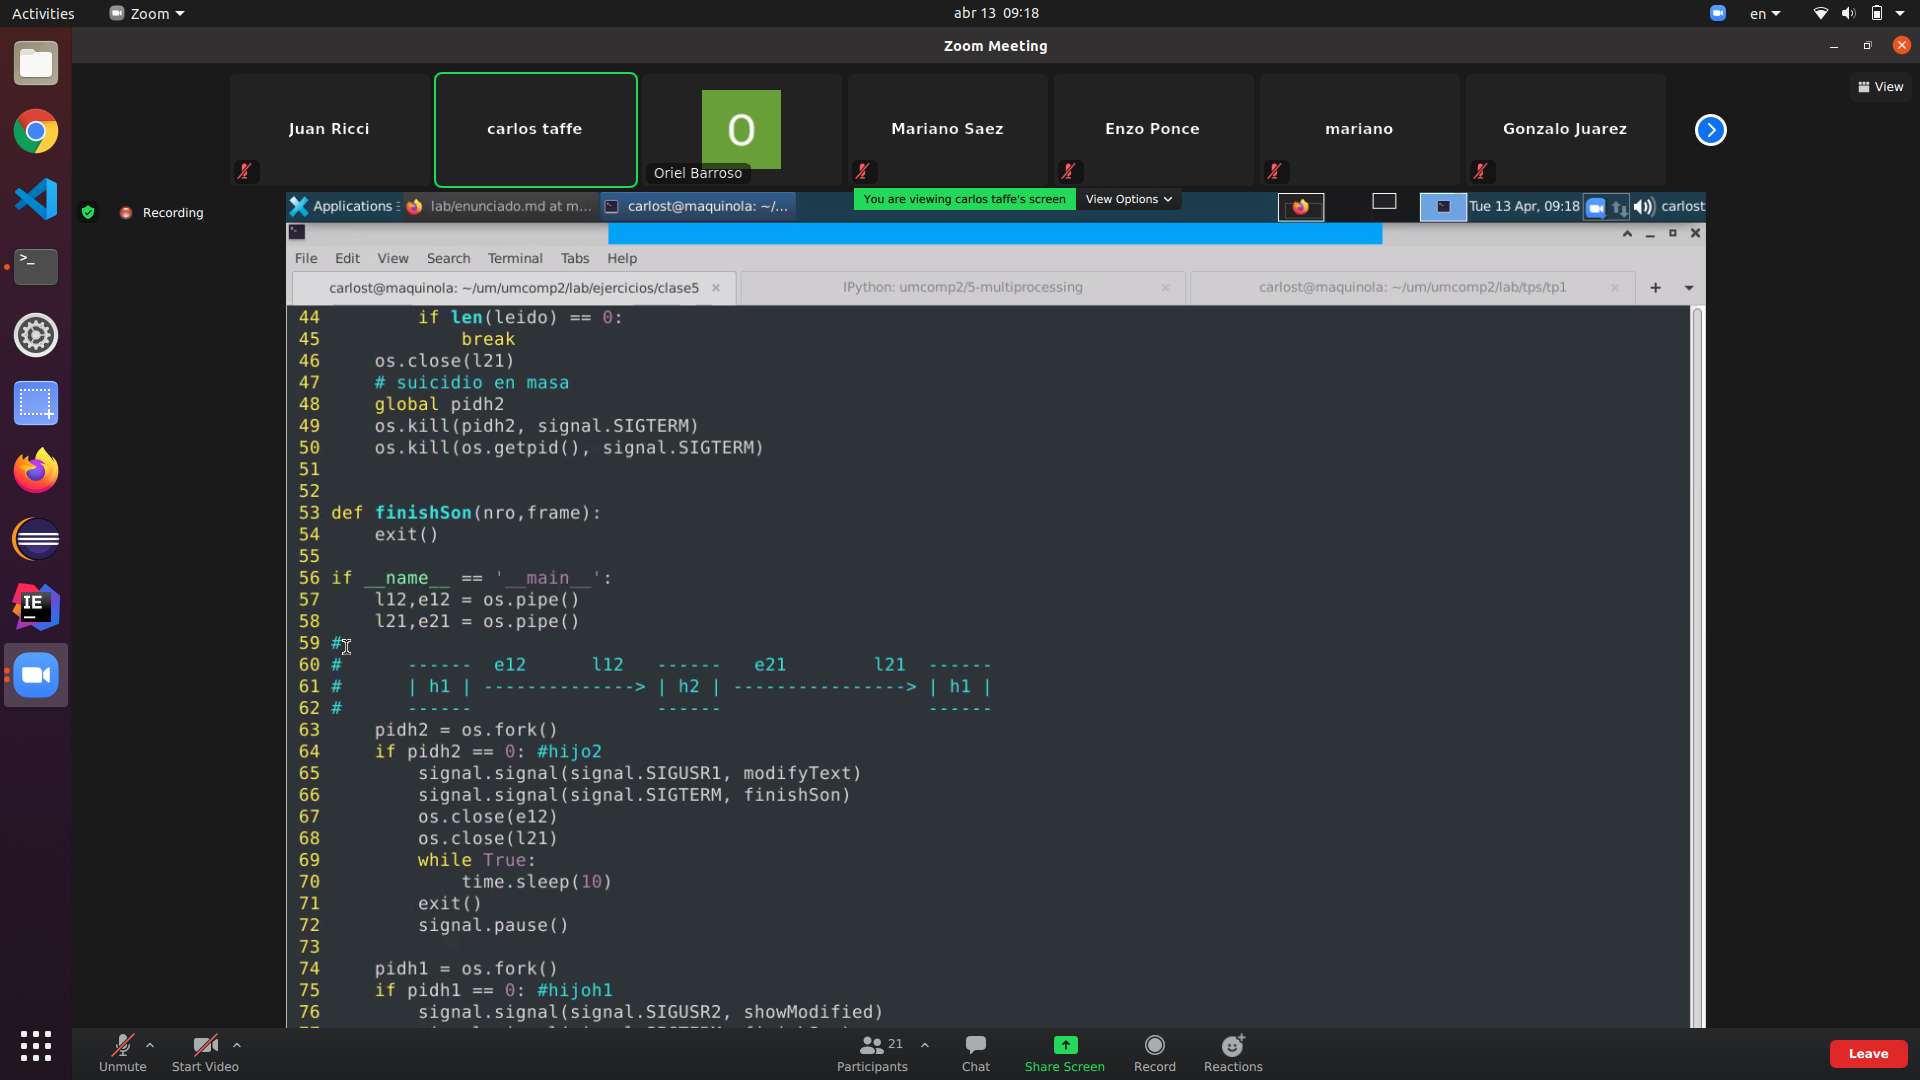 Activities Zoom abr 13 09:18 en
Zoom Meeting
View
Juan Ricci carlos taffe O Mariano Saez Enzo Ponce mariano Gonzalo Juarez
Oriel Barroso
Recording
You are viewing carlos taffe's screen View Options
Applications lab/enunciado.md at m... carlost@maquinola: ~/... Tue 13 Apr, 09:18 carlost
File Edit View Search Terminal Tabs Help
carlost@maquinola: ~/um/umcomp2/lab/ejercicios/clase5 IPython: umcomp2/5-multiprocessing carlost@maquinola: ~/um/umcomp2/lab/tps/tp1
44         if len(leido) == 0:
45             break
46     os.close(l21)
47     # suicidio en masa
48     global pidh2
49     os.kill(pidh2, signal.SIGTERM)
50     os.kill(os.getpid(), signal.SIGTERM)
51
52
53 def finishSon(nro,frame):
54     exit()
55
56 if __name__ == '__main__':
57     l12,e12 = os.pipe()
58     l21,e21 = os.pipe()
59 #
60 #      ------  e12      l12   ------   e21        l21  ------
61 #      | h1 | --------------> | h2 | ----------------> | h1 |
62 #      ------                 ------                   ------
63     pidh2 = os.fork()
64     if pidh2 == 0: #hijo2
65         signal.signal(signal.SIGUSR1, modifyText)
66         signal.signal(signal.SIGTERM, finishSon)
67         os.close(e12)
68         os.close(l21)
69         while True:
70             time.sleep(10)
71         exit()
72         signal.pause()
73
74     pidh1 = os.fork()
75     if pidh1 == 0: #hijoh1
76         signal.signal(signal.SIGUSR2, showModified)
IE
21
Unmute Start Video Participants Chat Share Screen Record Reactions Leave